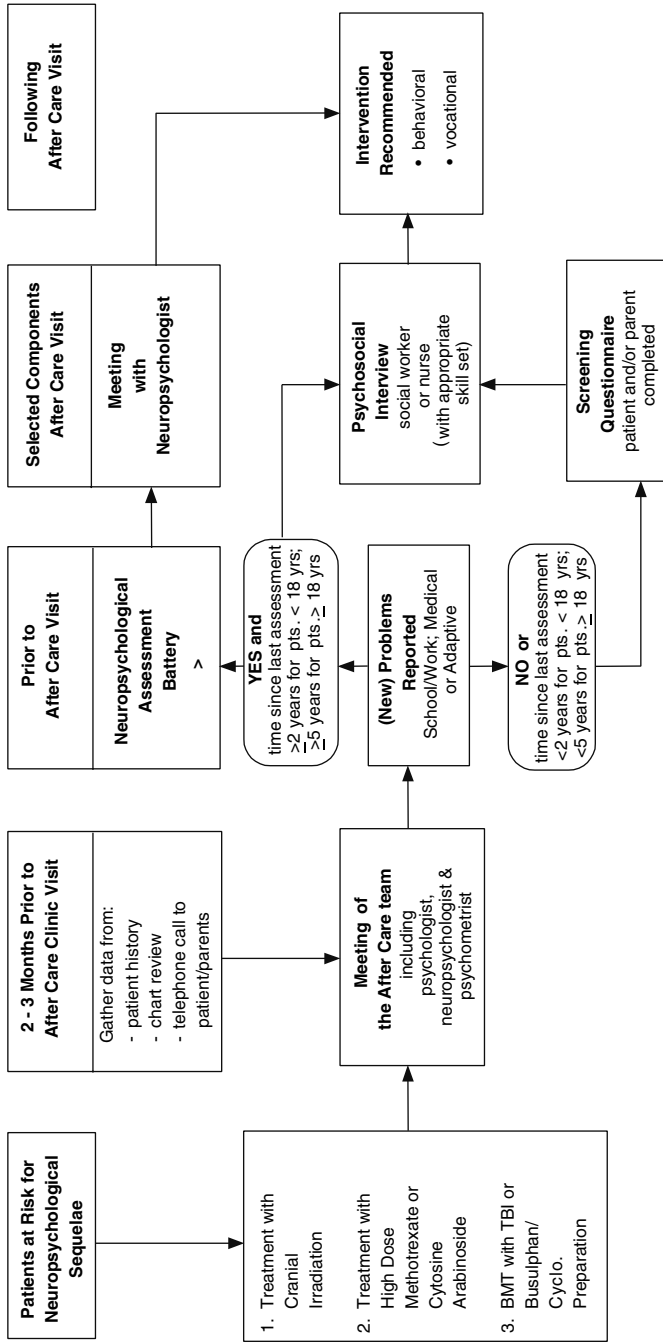 Patients at Risk for
Neuropsychological
Sequelae
1. Treatment with
Cranial
Irradiation
2. Treatment with
High Dose
Methotrexate or
Cytosine
Arabinoside
3. BMT with TBI or
Busulphan/
Cyclo.
Preparation
2 - 3 Months Prior to
After Care Clinic Visit
Gather data from:
- patient history
- chart review
- telephone call to
patient/parents
Meeting of
the After Care team
including
psychologist,
neuropsychologist &
psychometrist
Prior to
After Care Visit
Neuropsychological
Assessment
Battery
>
YES and
time since last assessment
≥2 years for pts. < 18 yrs;
≥5 years for pts. ≥ 18 yrs
(New) Problems
Reported
School/Work; Medical
or Adaptive
NO or
time since last assessment
<2 years for pts. < 18 yrs;
<5 years for pts. ≥ 18 yrs
Selected Components
After Care Visit
Meeting
with
Neuropsychologist
Psychosocial
Interview
social worker
or nurse
( with appropriate
skill set)
Screening
Questionnaire
patient and/or parent
completed
Following
After Care Visit
Intervention
Recommended
• behavioral
• vocational